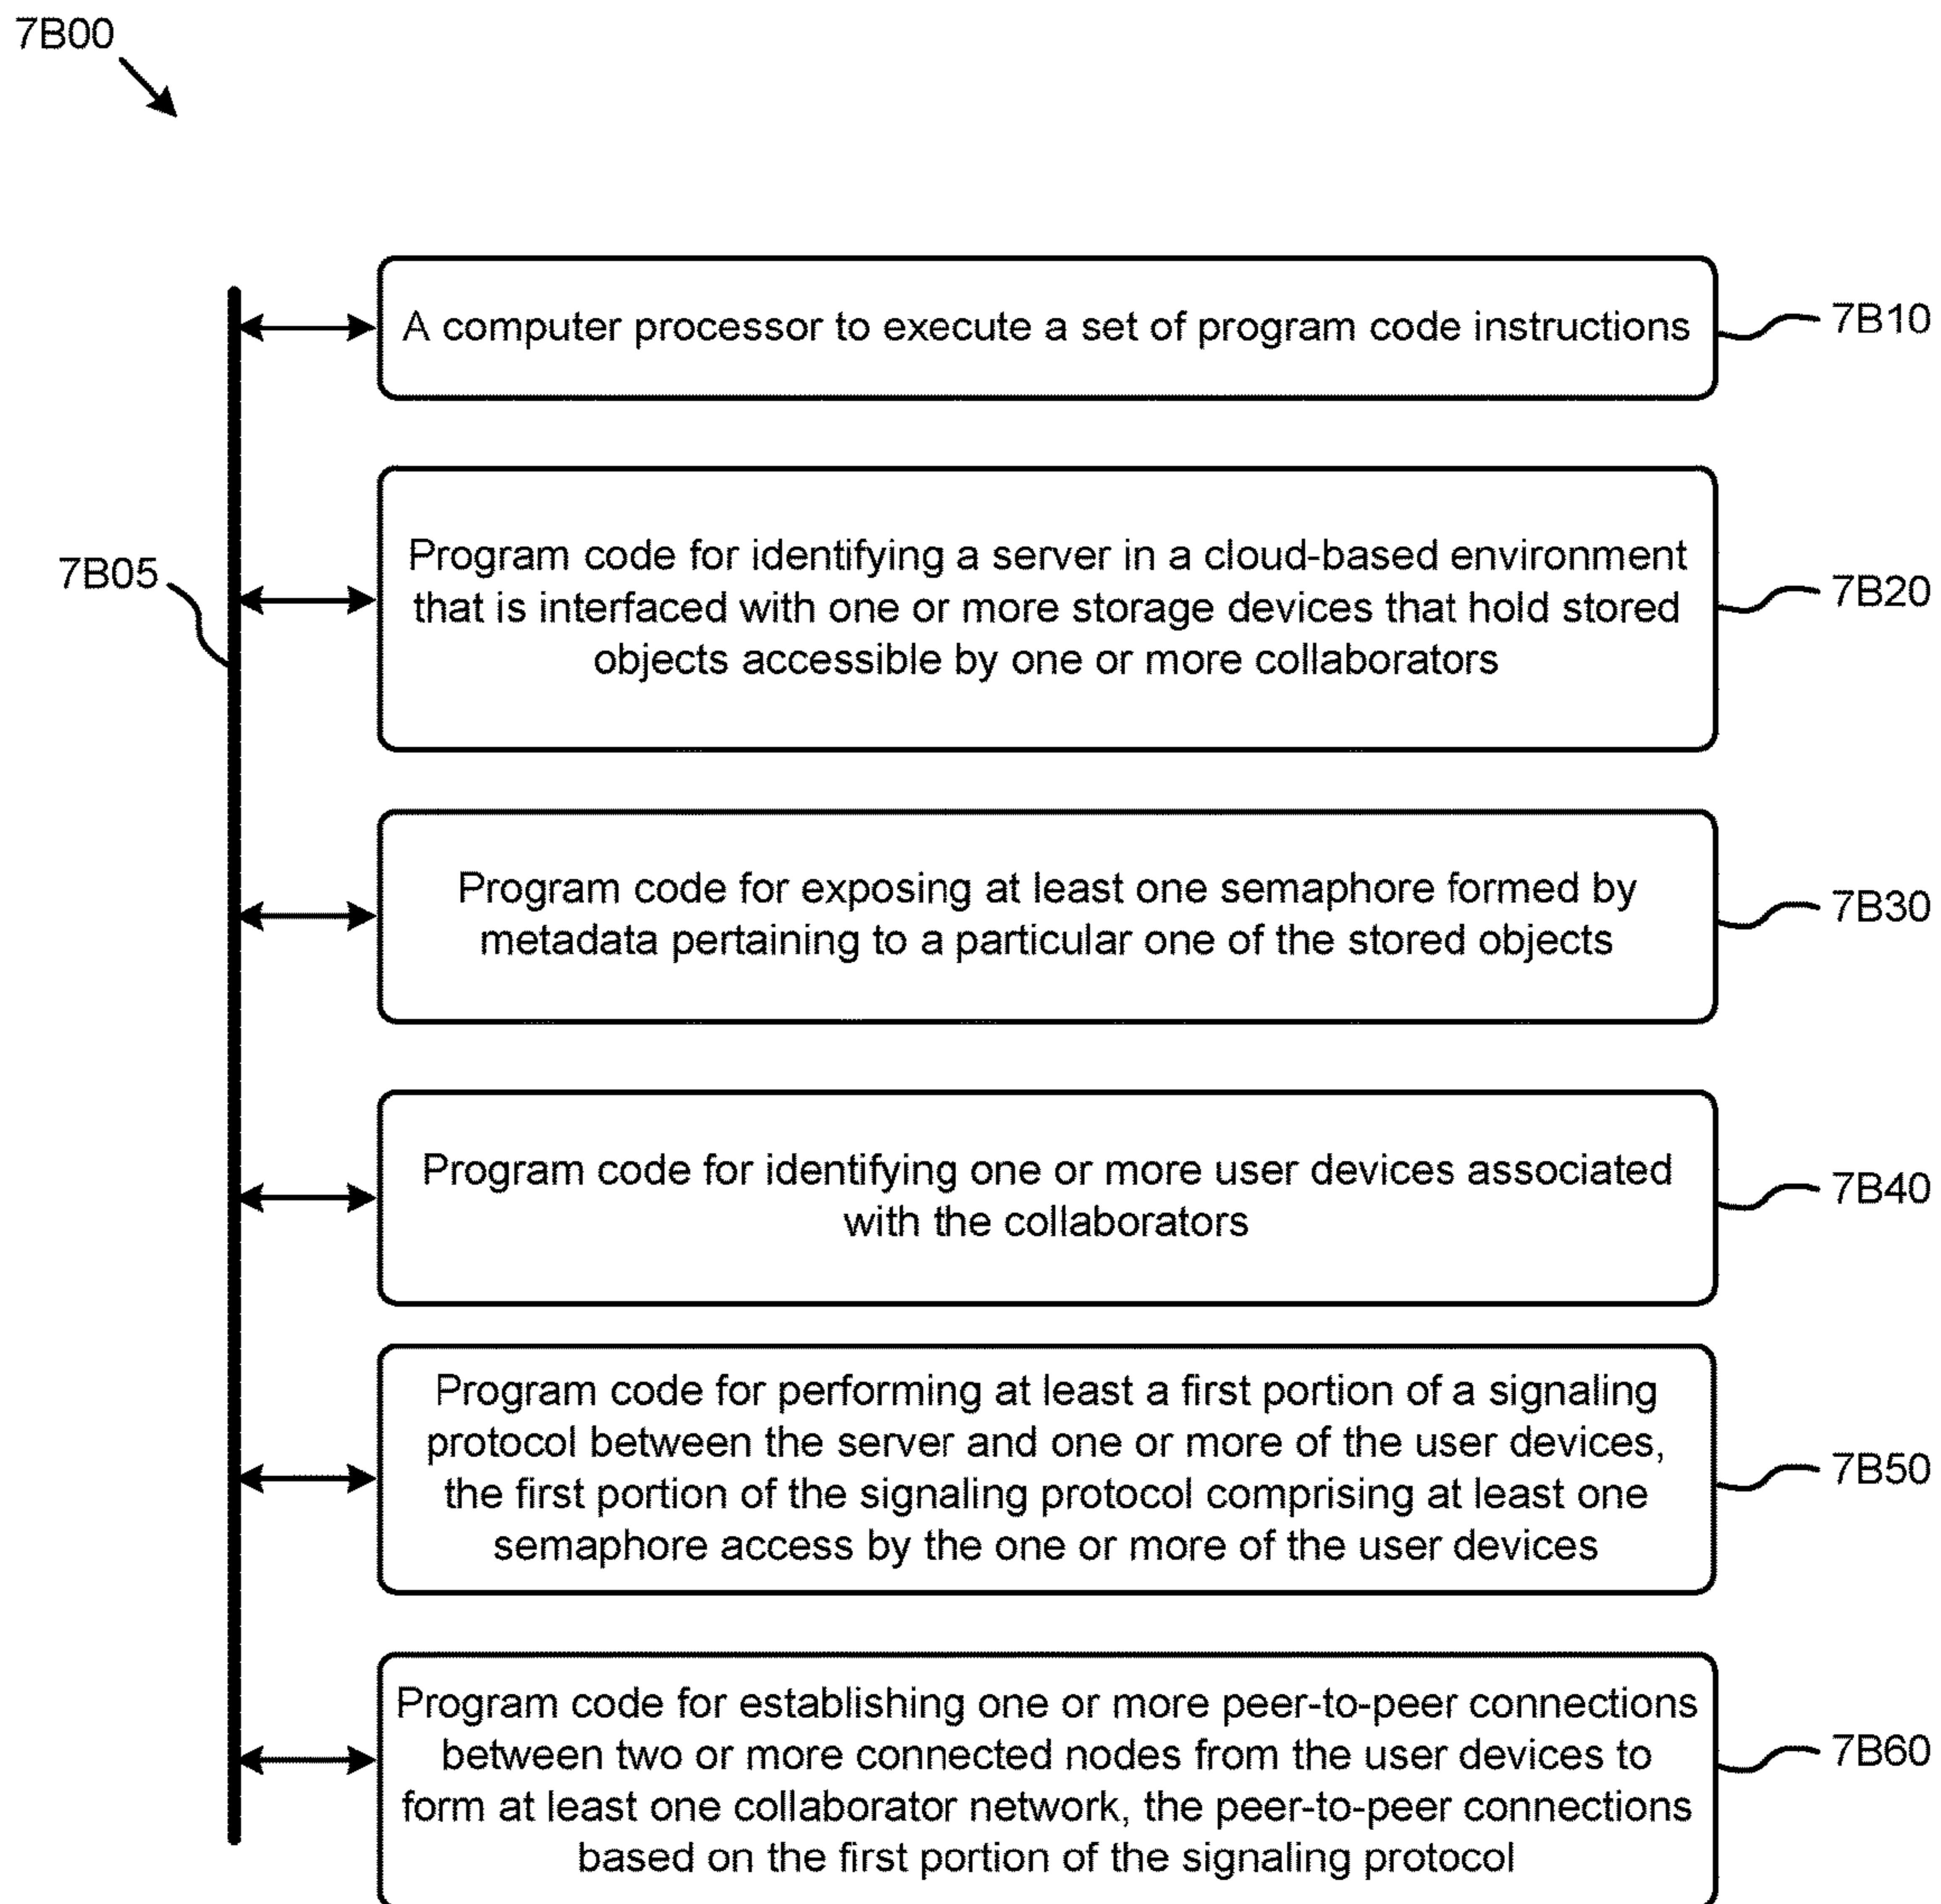 7B00
A computer processor to execute a set of program code instructions
7B10
Program code for identifying a server in a cloud-based environment
that is interfaced with one or more storage devices that hold stored
objects accessible by one or more collaborators
7B05
7B20
Program code for exposing at least one semaphore formed by
metadata pertaining to a particular one of the stored objects
7B30
Program code for identifying one or more user devices associated
with the collaborators
7B40
Program code for performing at least a first portion of a signaling
protocol between the server and one or more of the user devices,
the first portion of the signaling protocol comprising at least one
semaphore access by the one or more of the user devices
7B50
Program code for establishing one or more peer-to-peer connections
between two or more connected nodes from the user devices to
form at least one collaborator network, the peer-to-peer connections
based on the first portion of the signaling protocol
7B60